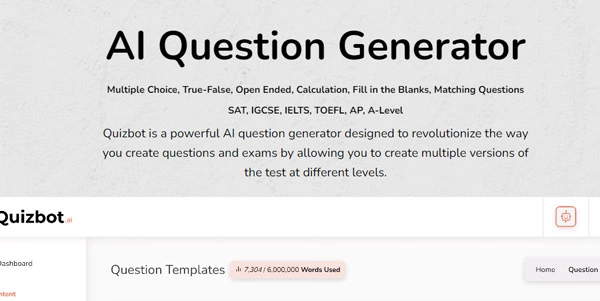 AI Question Generator
Multiple Choice, True-False, Open Ended, Calculation, Fill in the Blanks, Matching Questions
SAT, IGCSE, IELTS, TOEFL, AP, A-Level
Quizbot is a powerful AI question generator designed to revolutionize the way
you create questions and exams by allowing you to create multiple versions of
the test at different levels.
Quizbot.ai
Dashboard
Question Templates 7,304 / 6,000,000 Words Used
Home Question
ntent